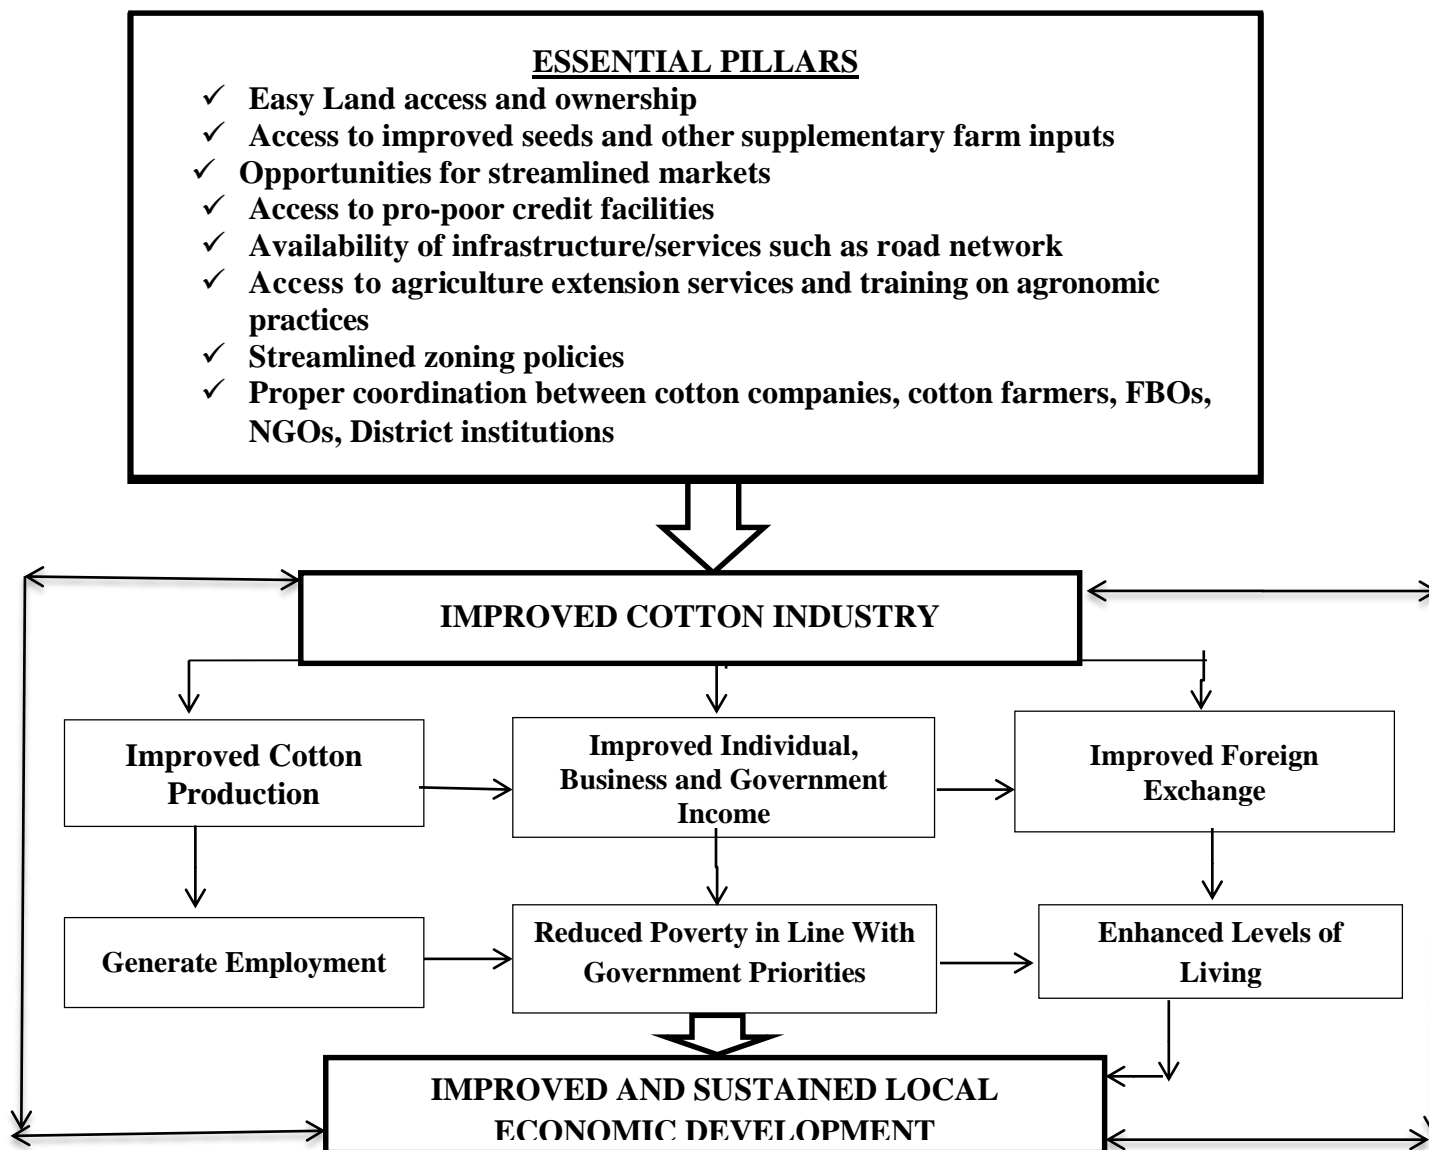 ESSENTIAL PILLARS
✓ Easy Land access and ownership
✓ Access to improved seeds and other supplementary farm inputs
✓ Opportunities for streamlined markets
✓ Access to pro-poor credit facilities
✓ Availability of infrastructure/services such as road network
✓ Access to agriculture extension services and training on agronomic
practices
✓ Streamlined zoning policies
✓ Proper coordination between cotton companies, cotton farmers, FBOs,
NGOs, District institutions
IMPROVED COTTON INDUSTRY
Improved Cotton
Production
Improved Individual,
Business and Government
Income
Improved Foreign
Exchange
Generate Employment
Reduced Poverty in Line With
Government Priorities
Enhanced Levels of
Living
IMPROVED AND SUSTAINED LOCAL
ECONOMIC DEVELOPMENT